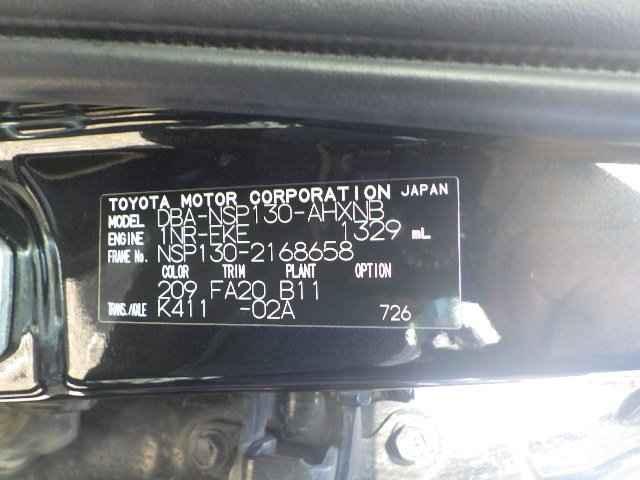 TOYOTA MOTOR CORPORATION JAPAN
MODEL DBA-NSP130-AHXNB
ENGINE 1NR-FKE 1329 mL
FRAME No. NSP130-2168658
COLOR TRIM PLANT OPTION
209 FA20 B11
TRANS./AXLE K411 -02A 726